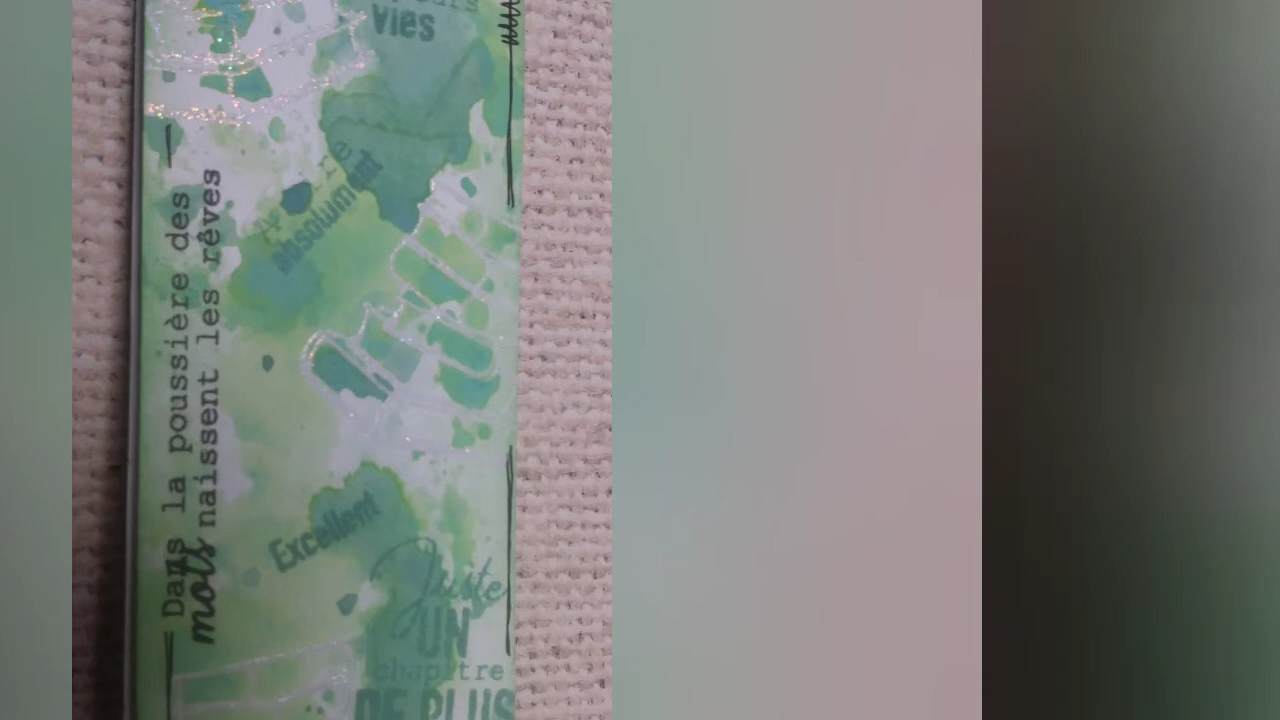 vies
absolument
Dans la poussière des
mots naissent les rêves
Excellent
Juste
UN
chapitre
DE PLUS